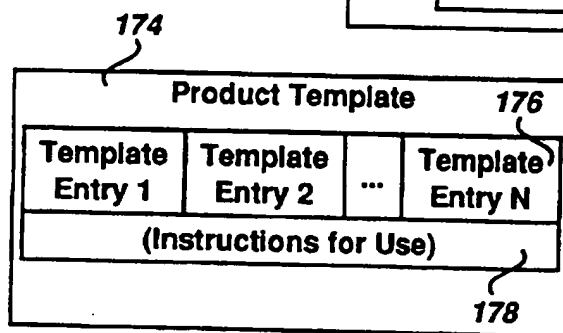 174
Product Template 176
Template Template ... Template
Entry 1 Entry 2 Entry N
(Instructions for Use)
178